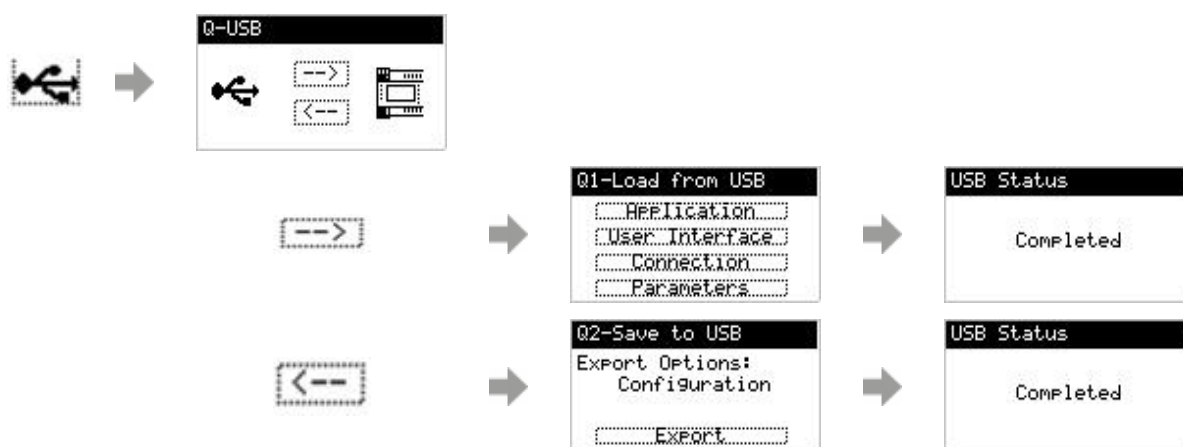 Q-USB
-->
<--
-->
Q1-Load from USB
Application
User Interface
Connection
Parameters
USB Status
Completed
<--
Q2-Save to USB
Export Options:
Configuration
Export
USB Status
Completed